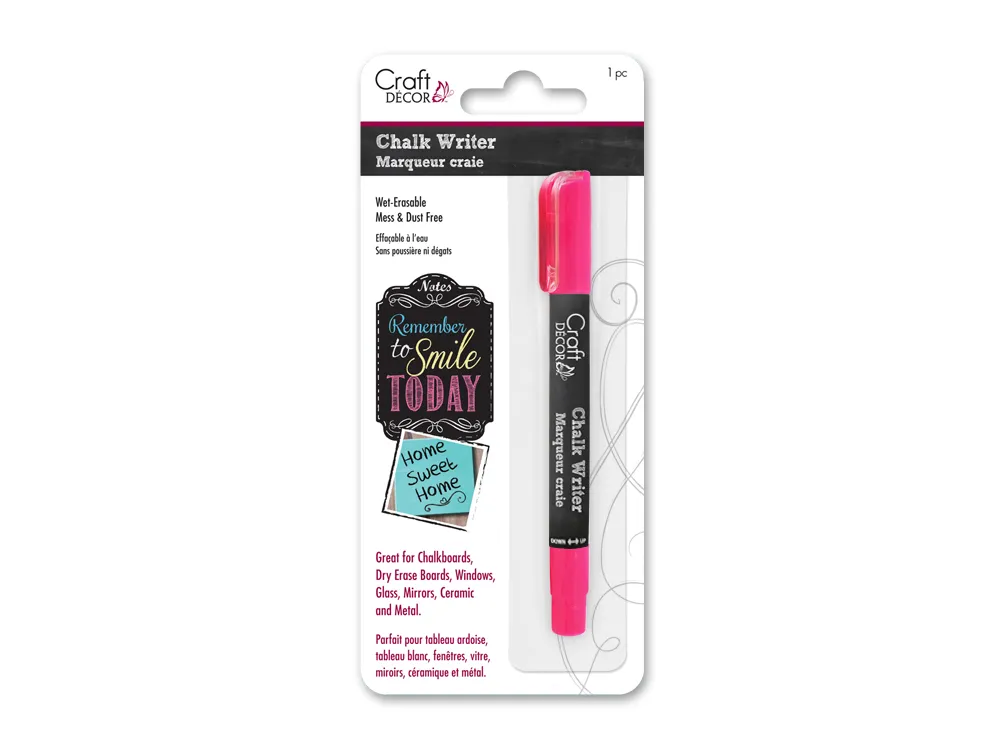 Craft
DÉCOR
1 pc
Chalk Writer
Marqueur craie
Wet-Erasable
Mess & Dust Free
Effaçable à l'eau
Sans poussière ni dégats
Notes
Remember
to Smile
TODAY
Home
Sweet
Home
Great for Chalkboards,
Dry Erase Boards, Windows,
Glass, Mirrors, Ceramic
and Metal.
Parfait pour tableau ardoise,
tableau blanc, fenêtres, vitre,
miroirs, céramique et métal.
Craft
DÉCOR
Chalk Writer
Marqueur craie
DOWN UP